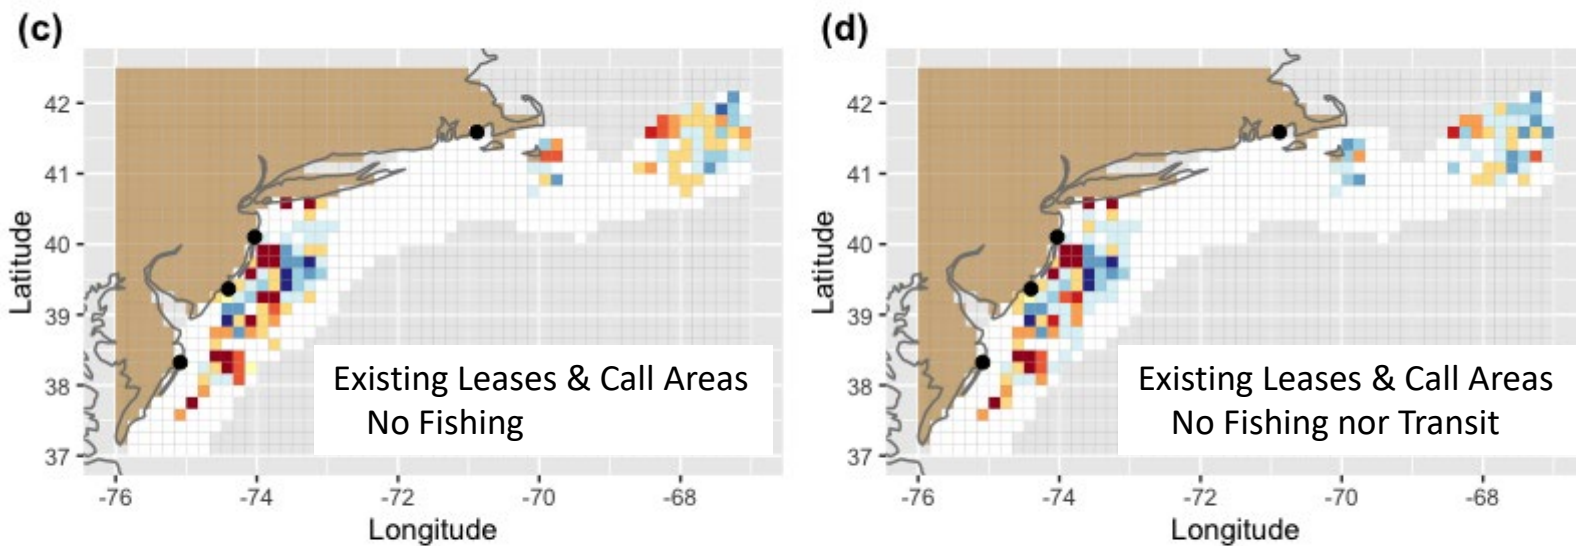 (c)
(d)
42
41
40
39
38
37
Latitude
Existing Leases & Call Areas
No Fishing
-76
-74
-72
-70
-68
Longitude
42
41
40
39
38
37
Latitude
Existing Leases & Call Areas
No Fishing nor Transit
-76
-74
-72
-70
-68
Longitude